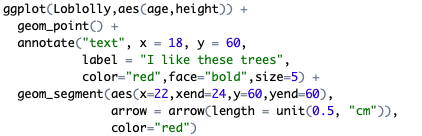 ggplot(Loblolly,aes(age,height)) +
  geom_point() +
  annotate("text", x = 18, y = 60,
           label = "I like these trees",
           color="red",face="bold",size=5) +
  geom_segment(aes(x=22,xend=24,y=60,yend=60),
               arrow = arrow(length = unit(0.5, "cm")),
               color="red")